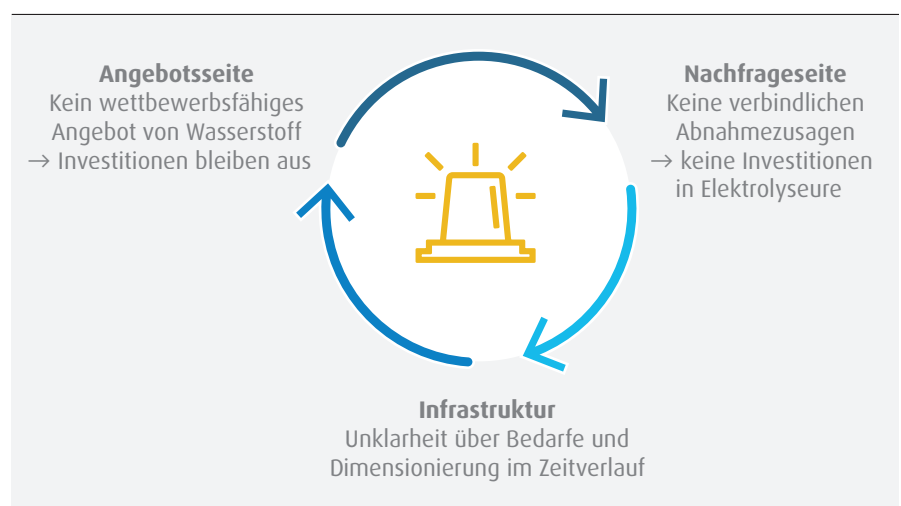 Angebotsseite
Kein wettbewerbsfähiges
Angebot von Wasserstoff
→ Investitionen bleiben aus
Nachfrageseite
Keine verbindlichen
Abnahmezusagen
→ keine Investitionen
in Elektrolyseure
Infrastruktur
Unklarheit über Bedarfe und
Dimensionierung im Zeitverlauf